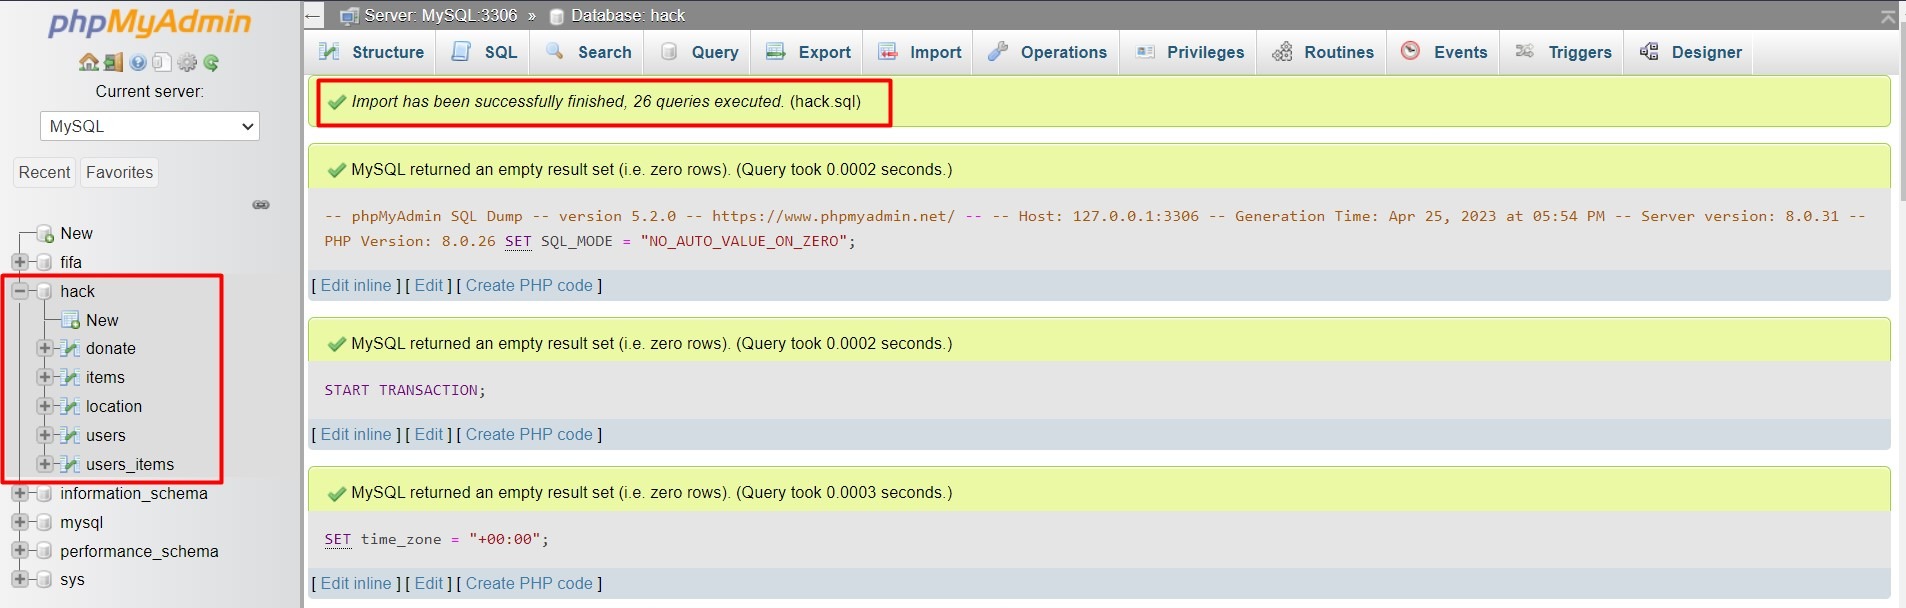 phpMyAdmin
Current server:
MySQL
Recent Favorites
New
fifa
hack
New
donate
items
location
users
users_items
information_schema
mysql
performance_schema
sys
Server: MySQL:3306 » Database: hack
Structure SQL Search Query Export Import Operations Privileges Routines Events Triggers Designer
Import has been successfully finished, 26 queries executed. (hack.sql)
MySQL returned an empty result set (i.e. zero rows). (Query took 0.0002 seconds.)
-- phpMyAdmin SQL Dump -- version 5.2.0 -- https://www.phpmyadmin.net/ -- -- Host: 127.0.0.1:3306 -- Generation Time: Apr 25, 2023 at 05:54 PM -- Server version: 8.0.31 --
PHP Version: 8.0.26 SET SQL_MODE = "NO_AUTO_VALUE_ON_ZERO";
[ Edit inline ] [ Edit ] [ Create PHP code ]
MySQL returned an empty result set (i.e. zero rows). (Query took 0.0002 seconds.)
START TRANSACTION;
[ Edit inline ] [ Edit ] [ Create PHP code ]
MySQL returned an empty result set (i.e. zero rows). (Query took 0.0003 seconds.)
SET time_zone = "+00:00";
[ Edit inline ] [ Edit ] [ Create PHP code ]